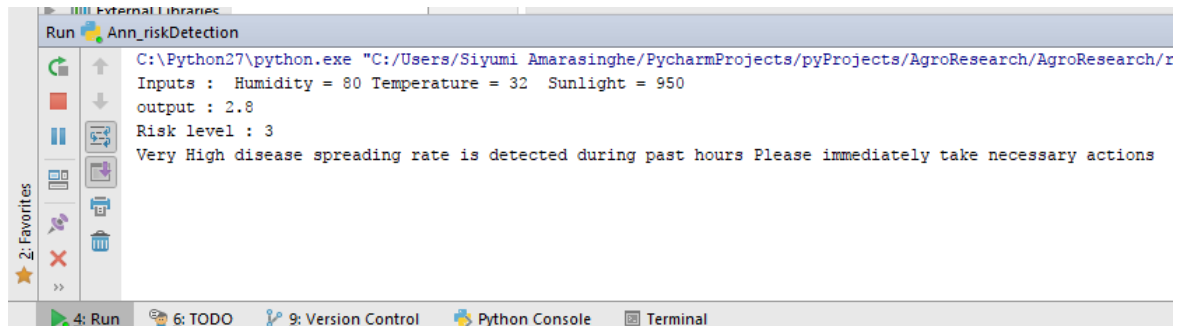 External Libraries
Run Ann_riskDetection
C:\Python27\python.exe "C:/Users/Siyumi Amarasinghe/PycharmProjects/pyProjects/AgroResearch/AgroResearch/r
Inputs :  Humidity = 80 Temperature = 32  Sunlight = 950
output : 2.8
Risk level : 3
Very High disease spreading rate is detected during past hours Please immediately take necessary actions
2: Favorites
>>
4: Run 6: TODO 9: Version Control Python Console Terminal